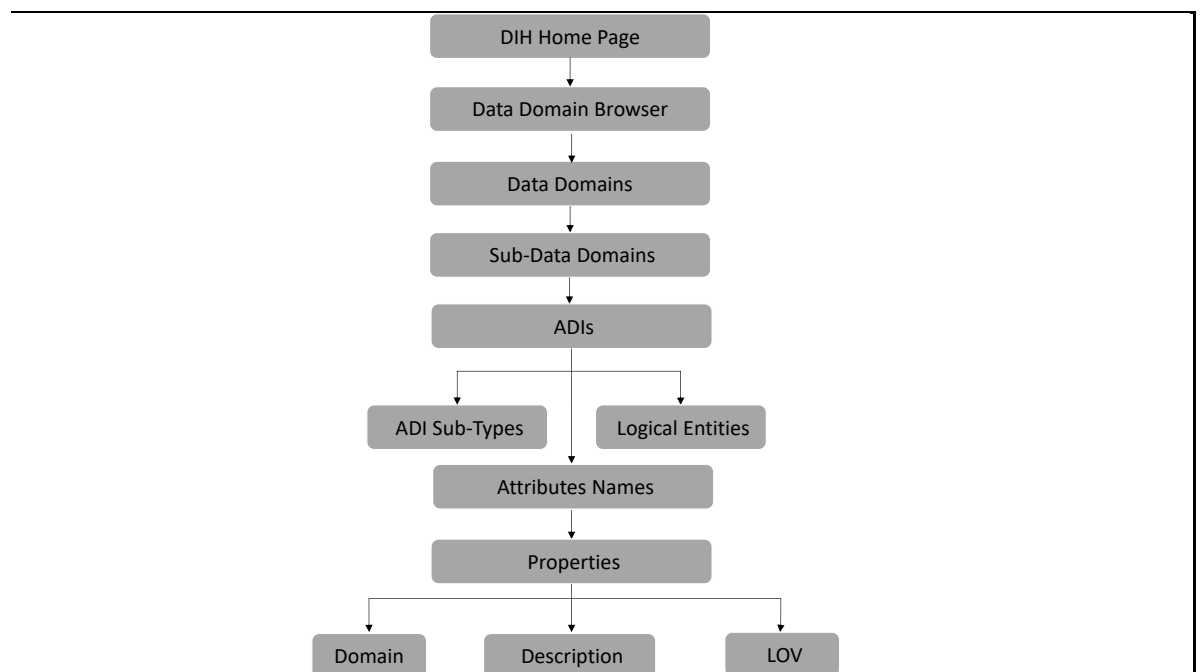 DIH Home Page
Data Domain Browser
Data Domains
Sub-Data Domains
ADIs
ADI Sub-Types
Logical Entities
Attributes Names
Properties
Domain
Description
LOV